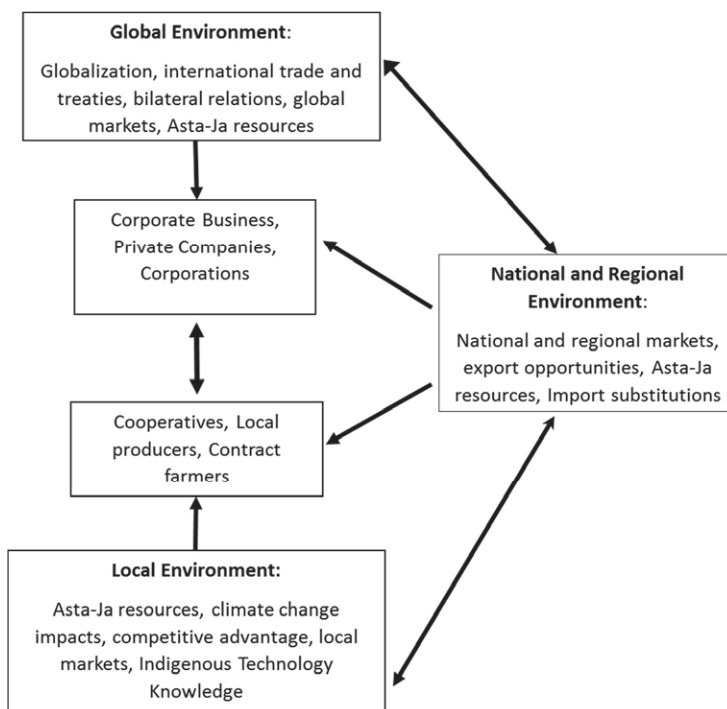 Global Environment:
Globalization, international trade and
treaties, bilateral relations, global
markets, Asta-Ja resources
Corporate Business,
Private Companies,
Corporations
National and Regional
Environment:
National and regional markets,
export opportunities, Asta-Ja
resources, Import substitutions
Cooperatives, Local
producers, Contract
farmers
Local Environment:
Asta-Ja resources, climate change
impacts, competitive advantage, local
markets, Indigenous Technology
Knowledge